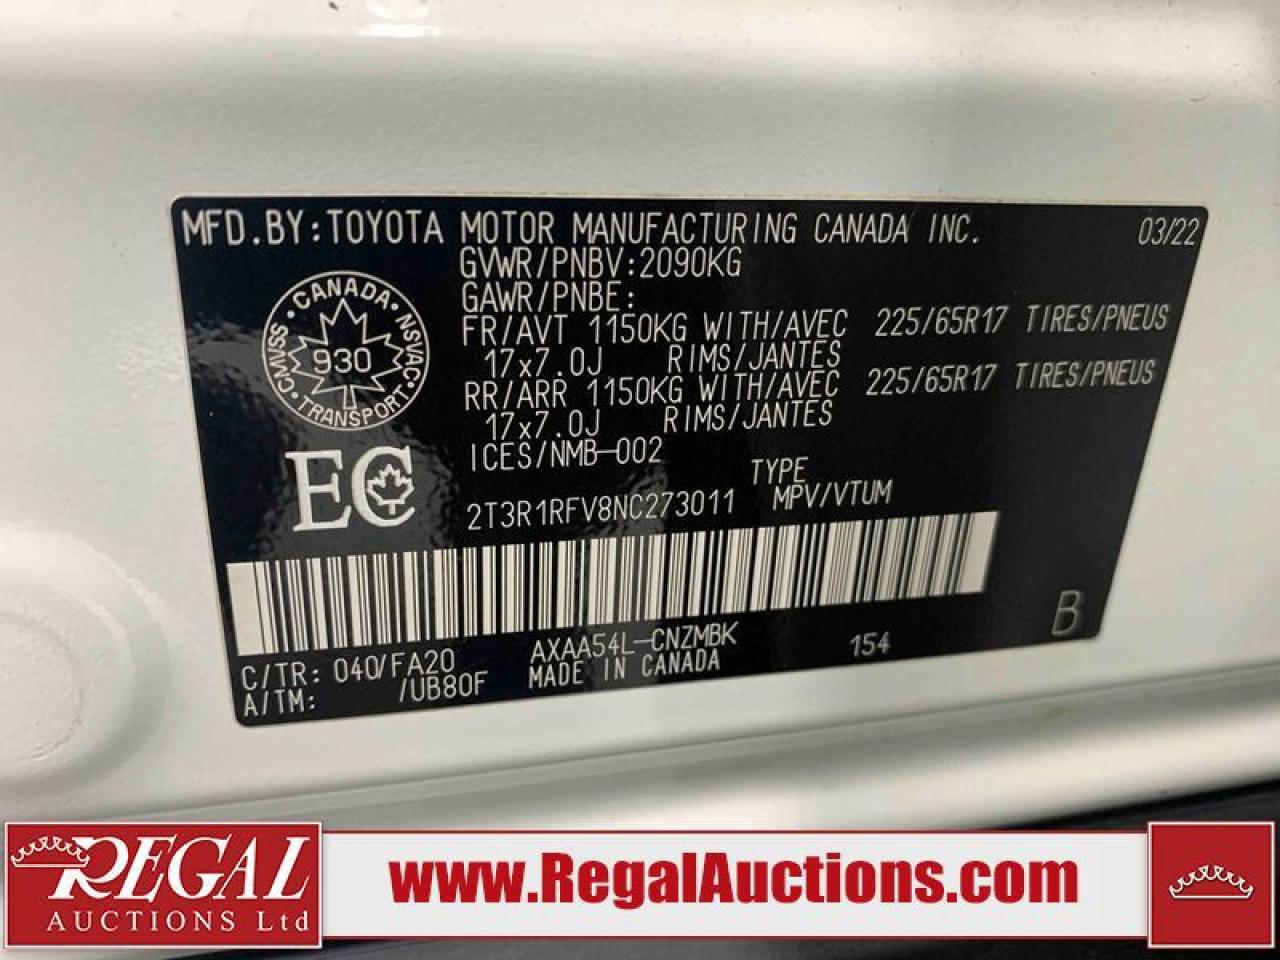 MFD.BY:TOYOTA MOTOR MANUFACTURING CANADA INC. 03/22
GVWR/PNBV:2090KG
GAWR/PNBE:
FR/AVT 1150KG WITH/AVEC 225/65R17 TIRES/PNEUS
17x7.0J RIMS/JANTES
RR/ARR 1150KG WITH/AVEC 225/65R17 TIRES/PNEUS
17x7.0J RIMS/JANTES
ICES/NMB-002
CANADA
CMVSS 930 NSVAC
TRANSPORT
EC
TYPE
2T3R1RFV8NC273011 MPV/VTUM
C/TR: 040/FA20 AXAA54L-CNZMBK 154 B
A/TM: /UB80F MADE IN CANADA
REGAL
AUCTIONS Ltd
www.RegalAuctions.com